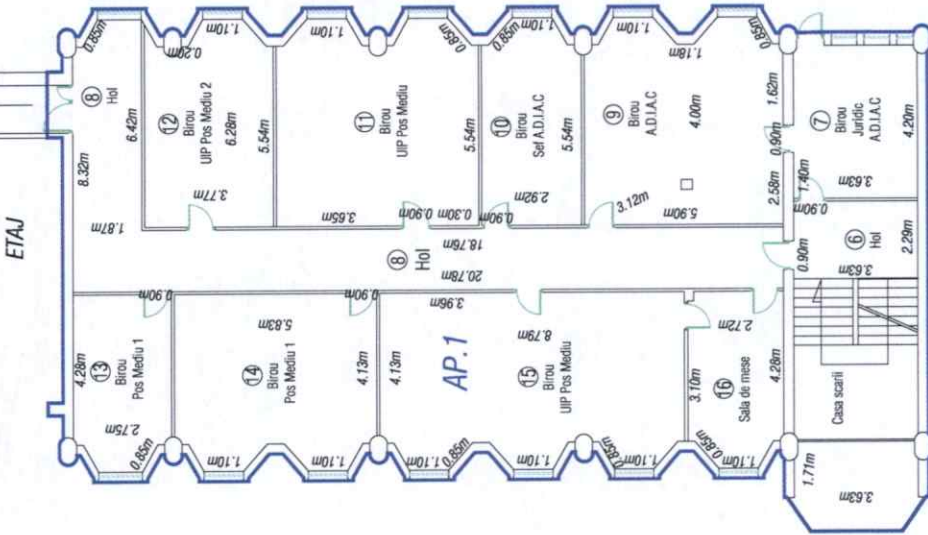 ETAJ
0.85m
8
Hol
8.32m
6.42m
1.87m
0.20m
1.10m
12
Birou
UIP Pos Mediu 2
6.28m
5.54m
3.77m
1.10m
11
Birou
UIP Pos Mediu
0.85m
5.54m
3.65m
0.90m
0.30m
0.85m
1.10m
10
Birou
Sef A.D.I.A.C
5.54m
2.92m
0.90m
1.18m
0.85m
9
Birou
A.D.I.A.C
4.00m
3.12m
5.90m
1.62m
0.90m
2.58m
7
Birou
Juridic
A.D.I.A.C
4.20m
3.63m
1.40m
0.90m
6
Hol
2.29m
3.63m
0.90m
8
Hol
18.76m
20.78m
0.90m
4.28m
13
Birou
Pos Mediu 1
2.75m
0.85m
0.90m
5.83m
14
Birou
Pos Mediu 1
4.13m
1.10m
1.10m
3.96m
4.13m
AP.1
8.79m
15
Birou
UIP Pos Mediu
1.10m
0.85m
1.10m
0.85m
1.10m
2.72m
3.10m
16
Sala de mese
4.28m
0.85m
1.10m
Casa scarii
1.71m
3.63m